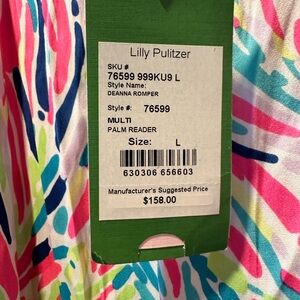 Lilly Pulitzer
SKU #
76599 999KU9 L
Style Name:
DEANNA ROMPER
Style #: 76599
MULTI
PALM READER
Size: L
630306 656603
Manufacturer's Suggested Price
$158.00